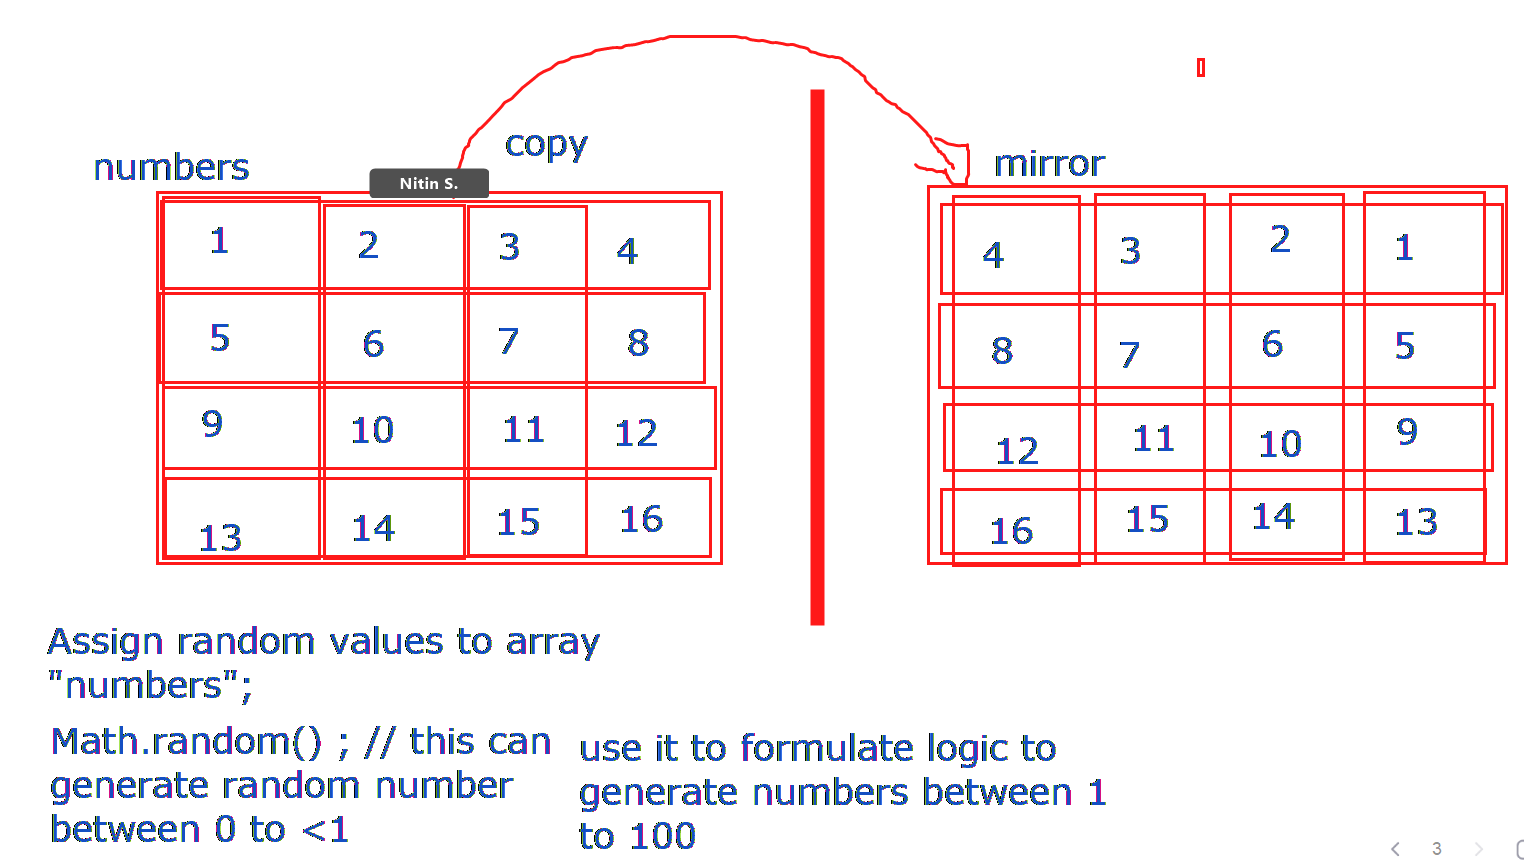 numbers
copy
mirror
Nitin S.
1 2 3 4
5 6 7 8
9 10 11 12
13 14 15 16
4 3 2 1
8 7 6 5
12 11 10 9
16 15 14 13
Assign random values to array
"numbers";
Math.random() ; // this can
generate random number
between 0 to <1
use it to formulate logic to
generate numbers between 1
to 100
3